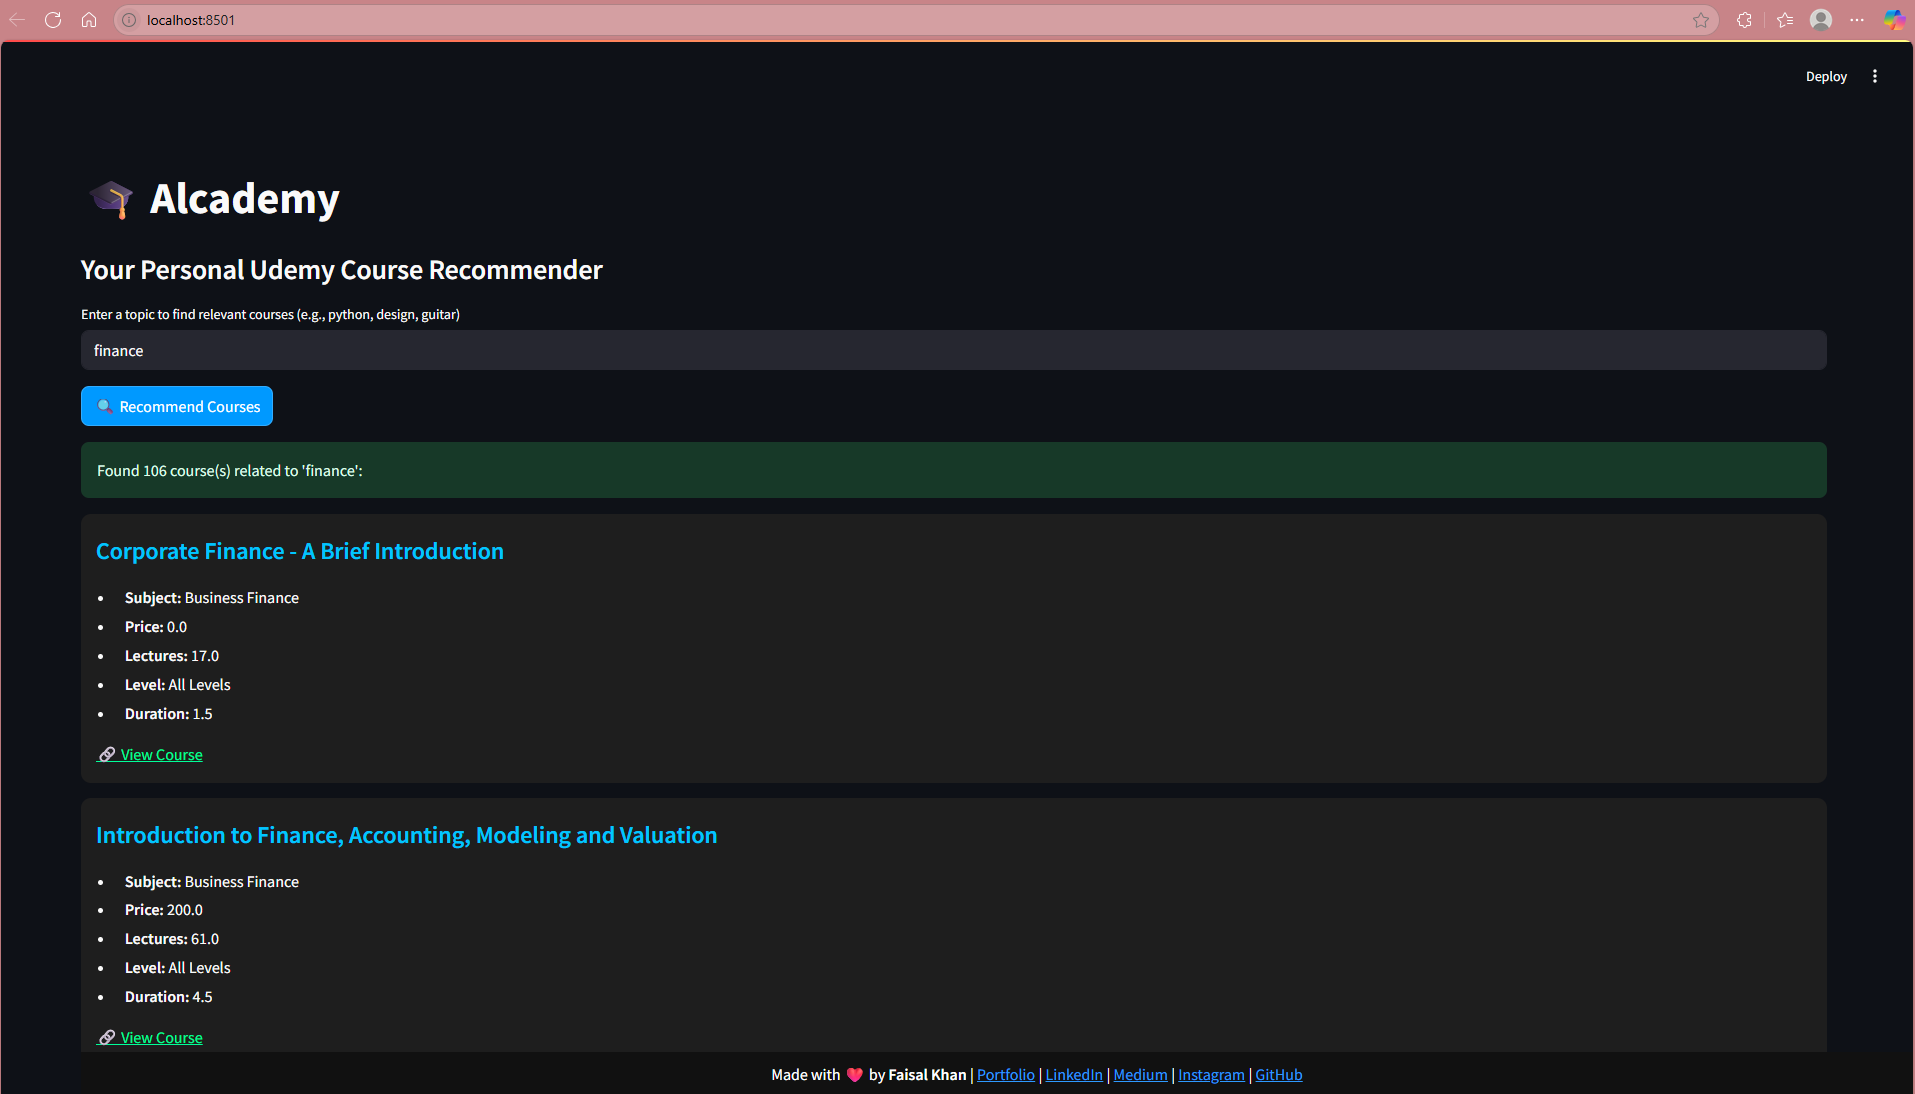 localhost:8501
Deploy
Alcademy
Your Personal Udemy Course Recommender
Enter a topic to find relevant courses (e.g., python, design, guitar)
finance
Recommend Courses
Found 106 course(s) related to 'finance':
Corporate Finance - A Brief Introduction
• Subject: Business Finance
• Price: 0.0
• Lectures: 17.0
• Level: All Levels
• Duration: 1.5
View Course
Introduction to Finance, Accounting, Modeling and Valuation
• Subject: Business Finance
• Price: 200.0
• Lectures: 61.0
• Level: All Levels
• Duration: 4.5
View Course
Made with ❤️ by Faisal Khan | Portfolio | LinkedIn | Medium | Instagram | GitHub